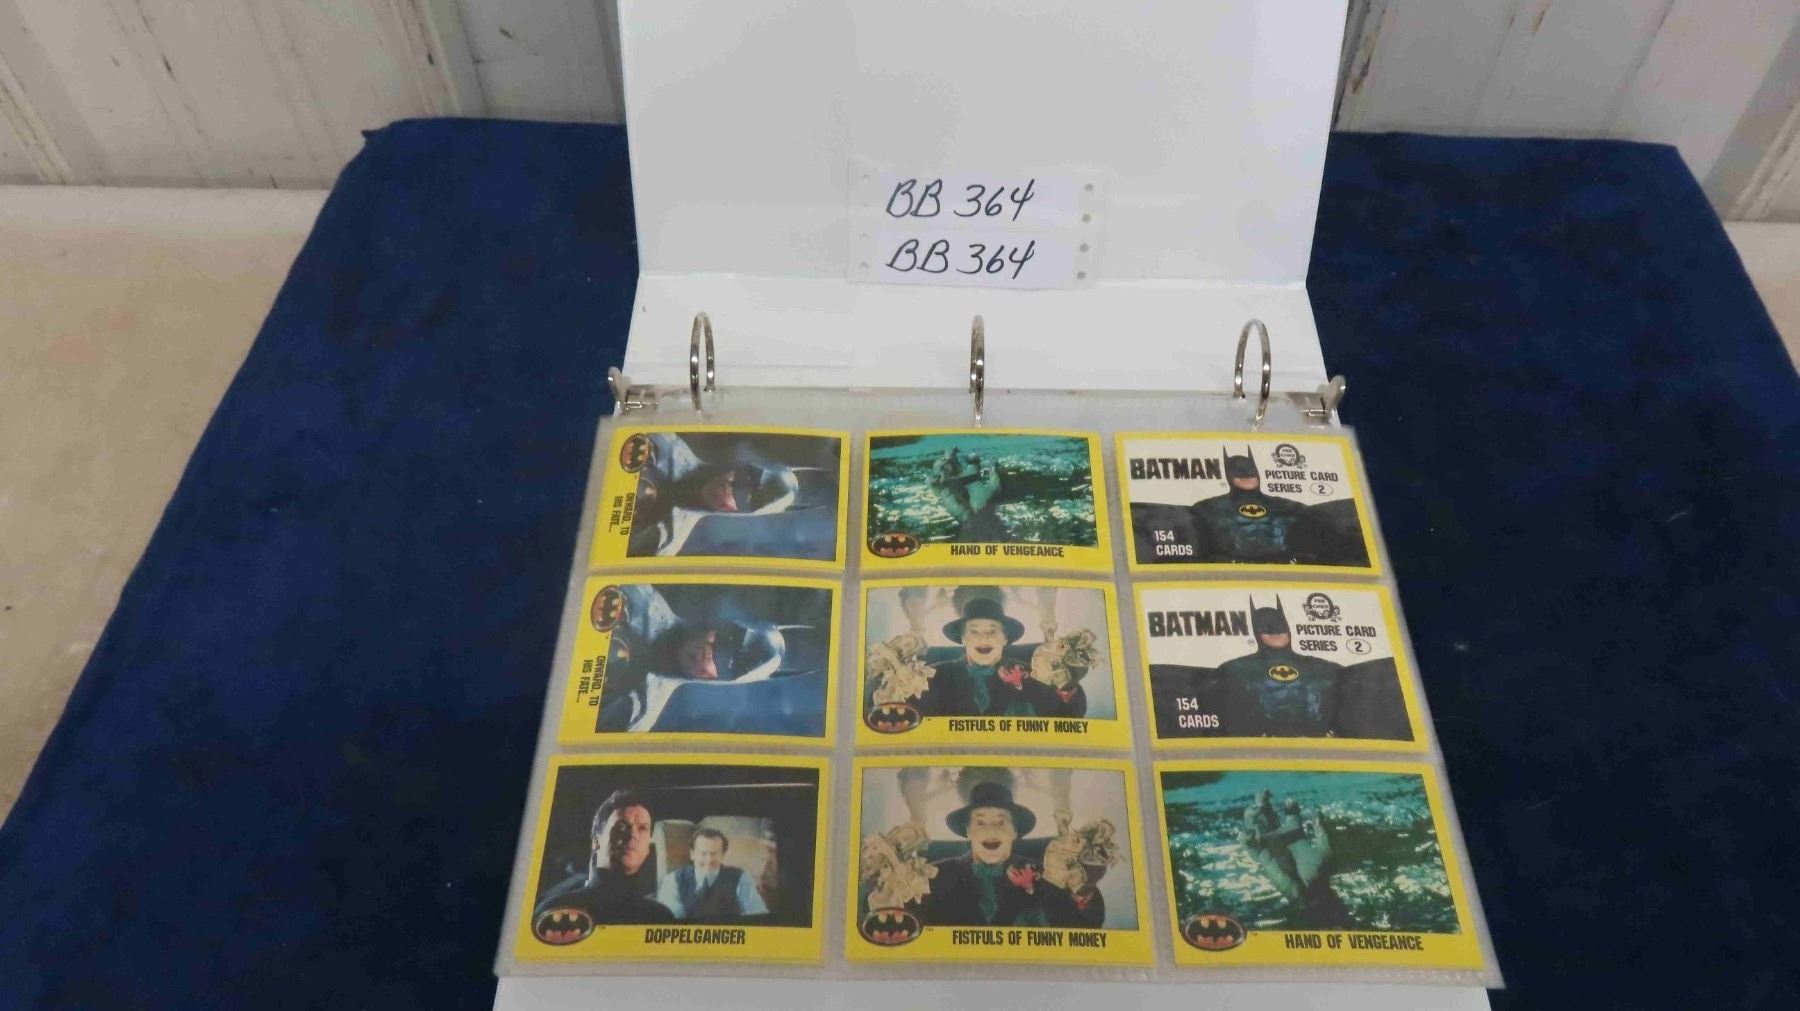 BB 364
BB 364
ONWARD, TO
HIS FATE...
HAND OF VENGEANCE
BATMAN
PICTURE CARD
SERIES 2
154
CARDS
ONWARD, TO
HIS FATE...
FISTFULS OF FUNNY MONEY
BATMAN
PICTURE CARD
SERIES 2
154
CARDS
DOPPELGANGER
FISTFULS OF FUNNY MONEY
HAND OF VENGEANCE